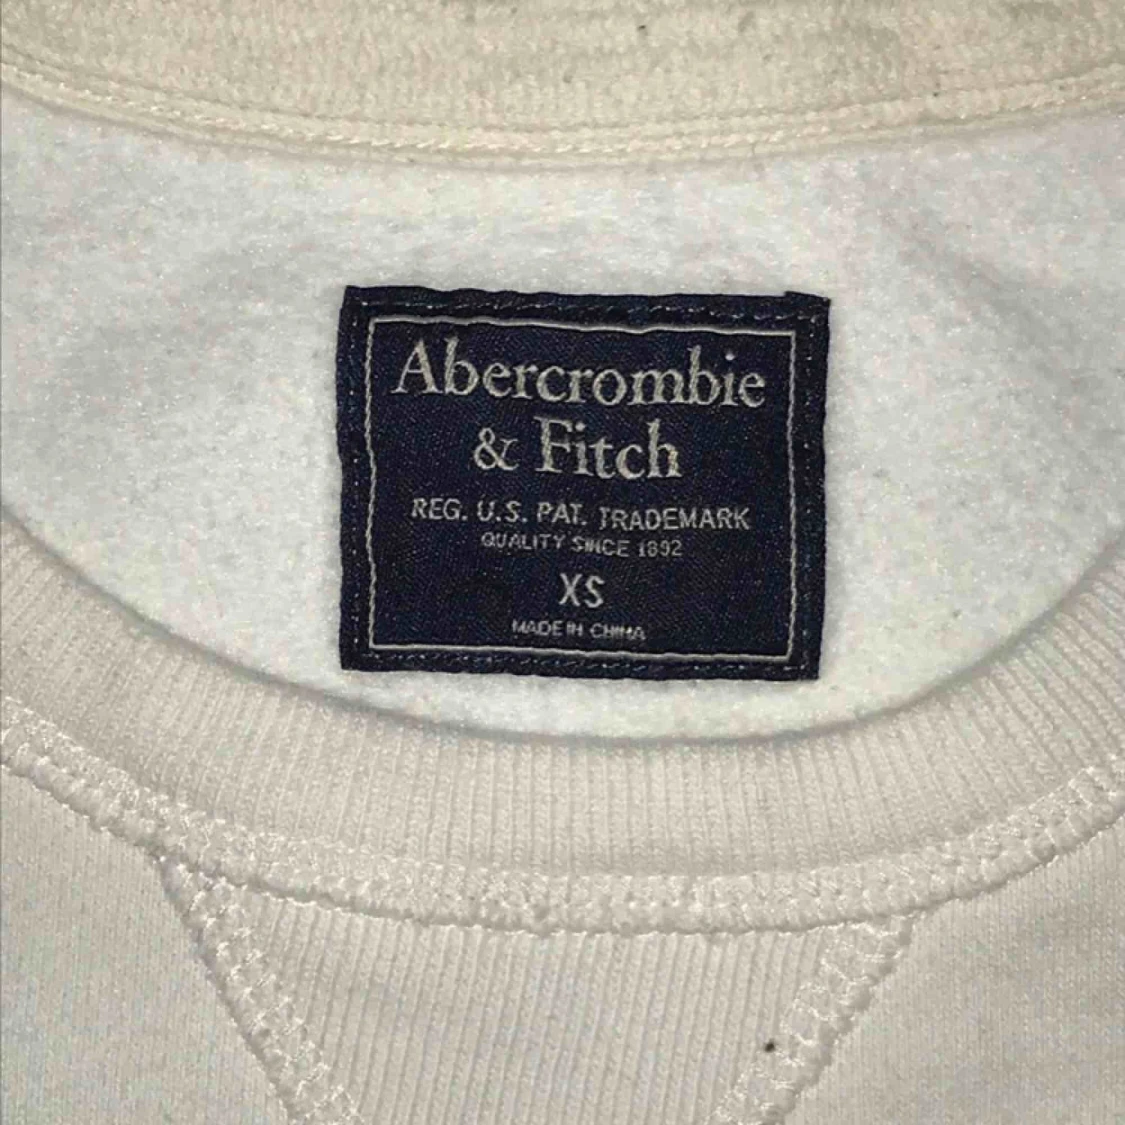 Abercrombie
& Fitch
REG. U.S. PAT. TRADEMARK
QUALITY SINCE 1892
XS
MADE IN CHINA